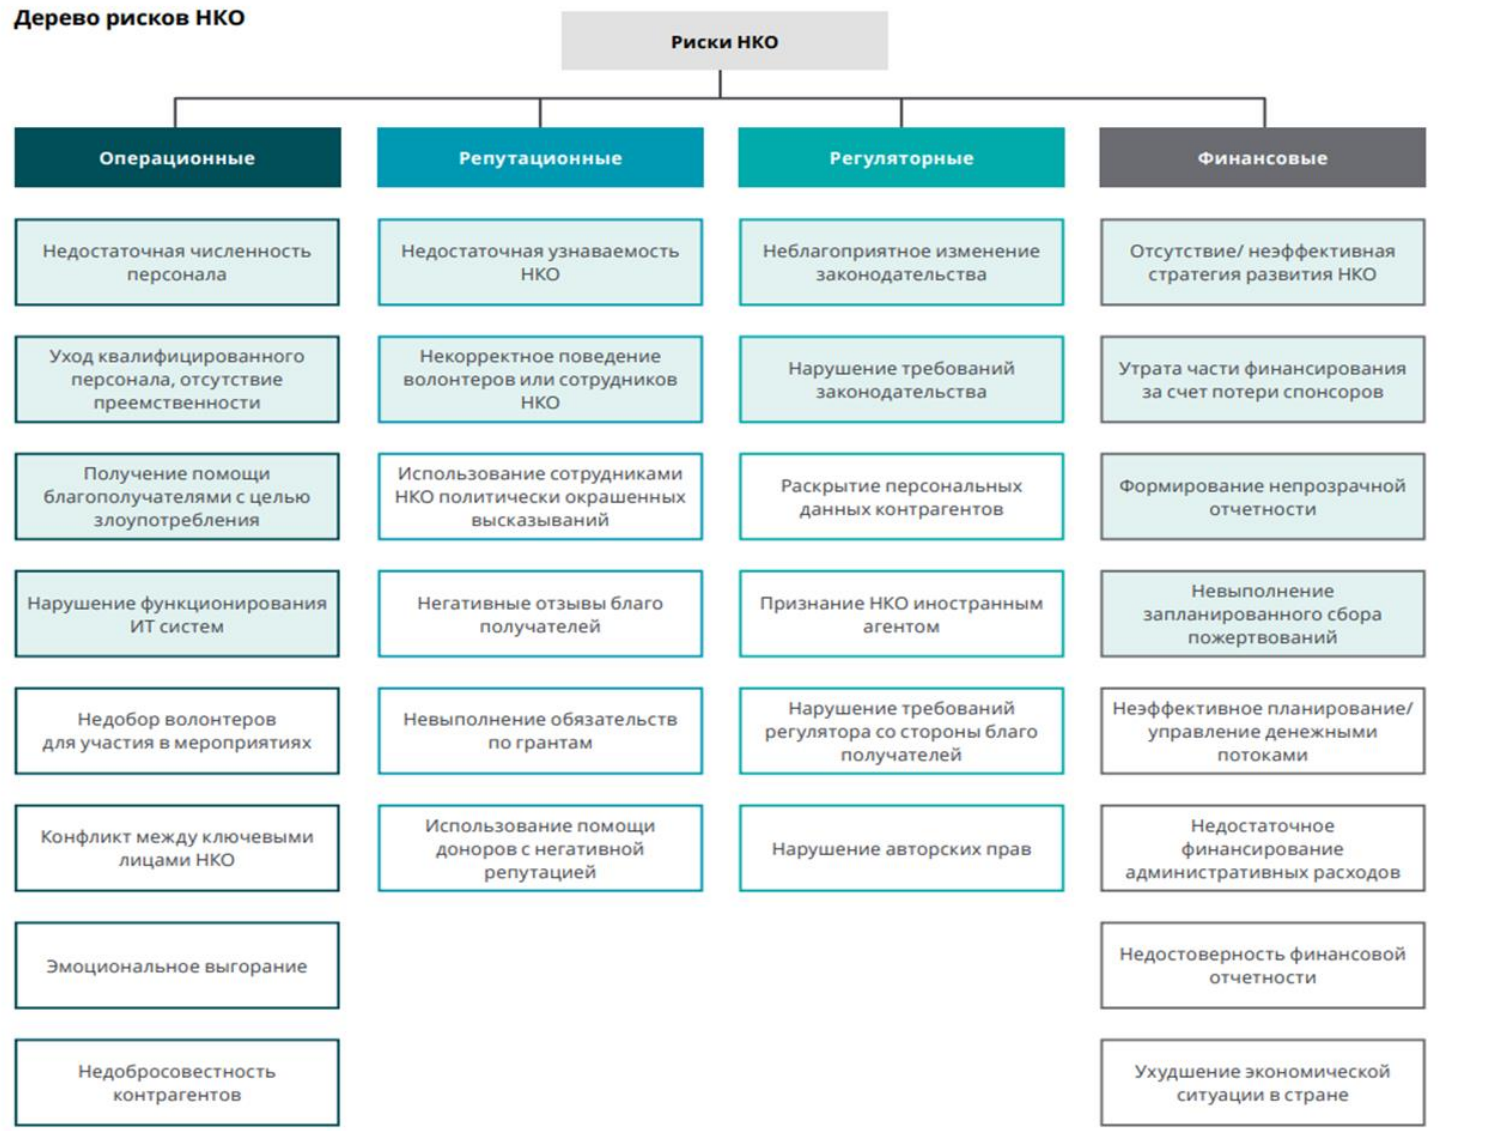 Дерево рисков НКО
Риски НКО
Операционные
Репутационные
Регуляторные
Финансовые
Недостаточная численность
персонала
Недостаточная узнаваемость
НКО
Неблагоприятное изменение
законодательства
Отсутствие/ неэффективная
стратегия развития НКО
Уход квалифицированного
персонала, отсутствие
преемственности
Некорректное поведение
волонтеров или сотрудников
НКО
Нарушение требований
законодательства
Утрата части финансирования
за счет потери спонсоров
Получение помощи
благополучателями с целью
злоупотребления
Использование сотрудниками
НКО политически окрашенных
высказываний
Раскрытие персональных
данных контрагентов
Формирование непрозрачной
отчетности
Нарушение функционирования
ИТ систем
Негативные отзывы благо
получателей
Признание НКО иностранным
агентом
Невыполнение
запланированного сбора
пожертвований
Недобор волонтеров
для участия в мероприятиях
Невыполнение обязательств
по грантам
Нарушение требований
регулятора со стороны благо
получателей
Неэффективное планирование/
управление денежными
потоками
Конфликт между ключевыми
лицами НКО
Использование помощи
доноров с негативной
репутацией
Нарушение авторских прав
Недостаточное
финансирование
административных расходов
Эмоциональное выгорание
Недостоверность финансовой
отчетности
Недобросовестность
контрагентов
Ухудшение экономической
ситуации в стране